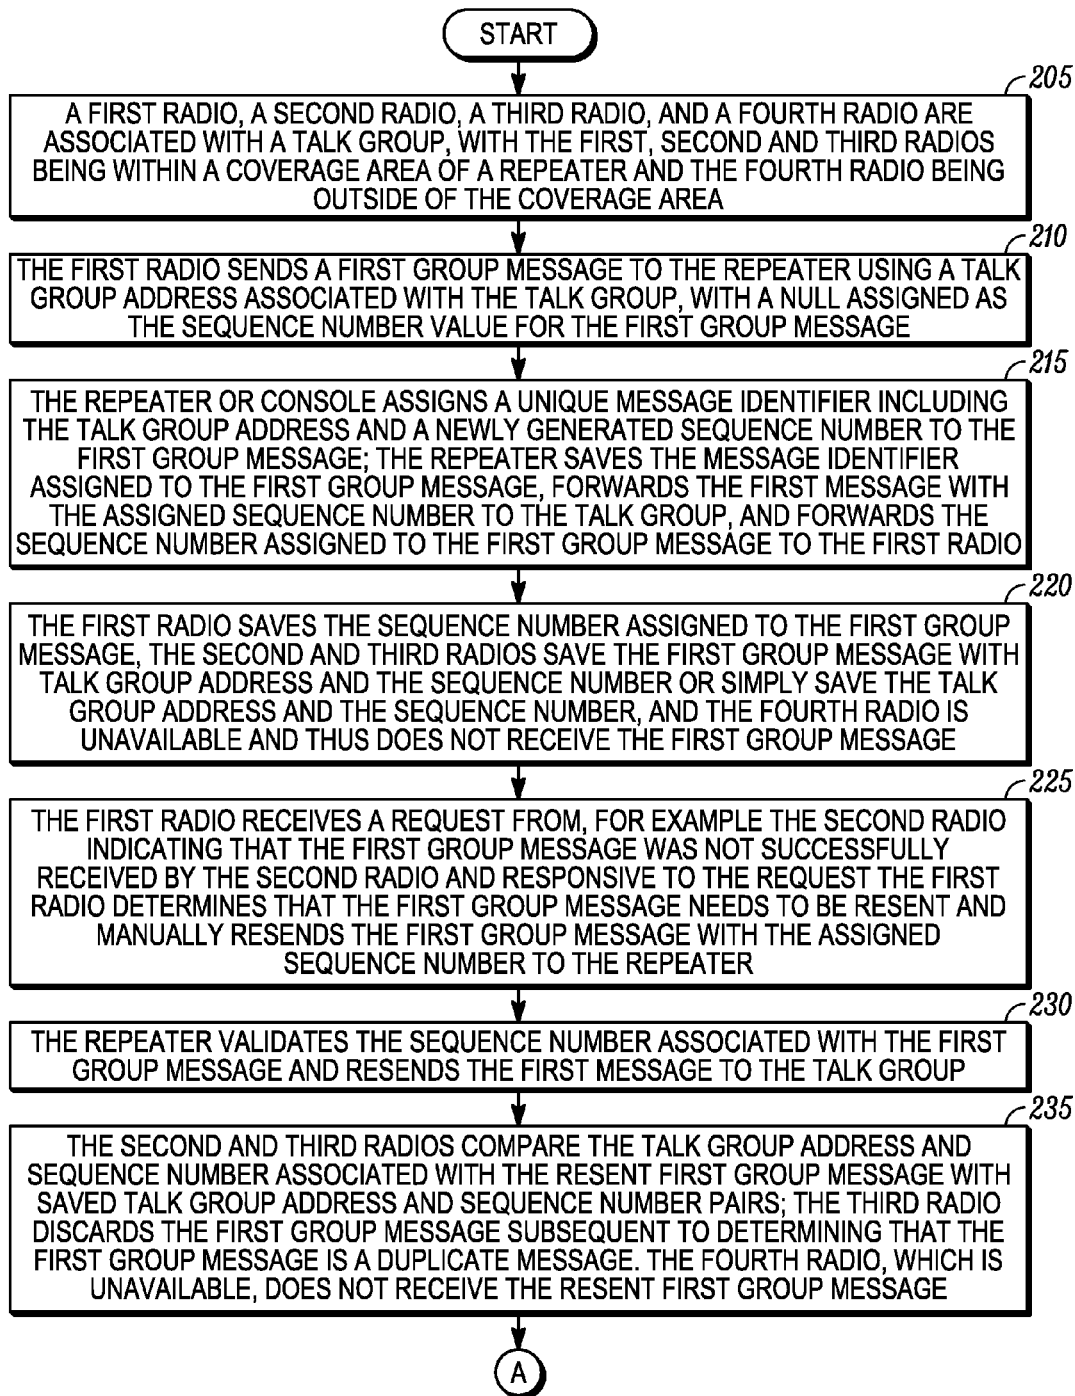 START
205
A FIRST RADIO, A SECOND RADIO, A THIRD RADIO, AND A FOURTH RADIO ARE
ASSOCIATED WITH A TALK GROUP, WITH THE FIRST, SECOND AND THIRD RADIOS
BEING WITHIN A COVERAGE AREA OF A REPEATER AND THE FOURTH RADIO BEING
OUTSIDE OF THE COVERAGE AREA
210
THE FIRST RADIO SENDS A FIRST GROUP MESSAGE TO THE REPEATER USING A TALK
GROUP ADDRESS ASSOCIATED WITH THE TALK GROUP, WITH A NULL ASSIGNED AS
THE SEQUENCE NUMBER VALUE FOR THE FIRST GROUP MESSAGE
215
THE REPEATER OR CONSOLE ASSIGNS A UNIQUE MESSAGE IDENTIFIER INCLUDING
THE TALK GROUP ADDRESS AND A NEWLY GENERATED SEQUENCE NUMBER TO THE
FIRST GROUP MESSAGE; THE REPEATER SAVES THE MESSAGE IDENTIFIER
ASSIGNED TO THE FIRST GROUP MESSAGE, FORWARDS THE FIRST MESSAGE WITH
THE ASSIGNED SEQUENCE NUMBER TO THE TALK GROUP, AND FORWARDS THE
SEQUENCE NUMBER ASSIGNED TO THE FIRST GROUP MESSAGE TO THE FIRST RADIO
220
THE FIRST RADIO SAVES THE SEQUENCE NUMBER ASSIGNED TO THE FIRST GROUP
MESSAGE, THE SECOND AND THIRD RADIOS SAVE THE FIRST GROUP MESSAGE WITH
TALK GROUP ADDRESS AND THE SEQUENCE NUMBER OR SIMPLY SAVE THE TALK
GROUP ADDRESS AND THE SEQUENCE NUMBER, AND THE FOURTH RADIO IS
UNAVAILABLE AND THUS DOES NOT RECEIVE THE FIRST GROUP MESSAGE
225
THE FIRST RADIO RECEIVES A REQUEST FROM, FOR EXAMPLE THE SECOND RADIO
INDICATING THAT THE FIRST GROUP MESSAGE WAS NOT SUCCESSFULLY
RECEIVED BY THE SECOND RADIO AND RESPONSIVE TO THE REQUEST THE FIRST
RADIO DETERMINES THAT THE FIRST GROUP MESSAGE NEEDS TO BE RESENT AND
MANUALLY RESENDS THE FIRST GROUP MESSAGE WITH THE ASSIGNED
SEQUENCE NUMBER TO THE REPEATER
230
THE REPEATER VALIDATES THE SEQUENCE NUMBER ASSOCIATED WITH THE FIRST
GROUP MESSAGE AND RESENDS THE FIRST MESSAGE TO THE TALK GROUP
235
THE SECOND AND THIRD RADIOS COMPARE THE TALK GROUP ADDRESS AND
SEQUENCE NUMBER ASSOCIATED WITH THE RESENT FIRST GROUP MESSAGE WITH
SAVED TALK GROUP ADDRESS AND SEQUENCE NUMBER PAIRS; THE THIRD RADIO
DISCARDS THE FIRST GROUP MESSAGE SUBSEQUENT TO DETERMINING THAT THE
FIRST GROUP MESSAGE IS A DUPLICATE MESSAGE. THE FOURTH RADIO, WHICH IS
UNAVAILABLE, DOES NOT RECEIVE THE RESENT FIRST GROUP MESSAGE
A